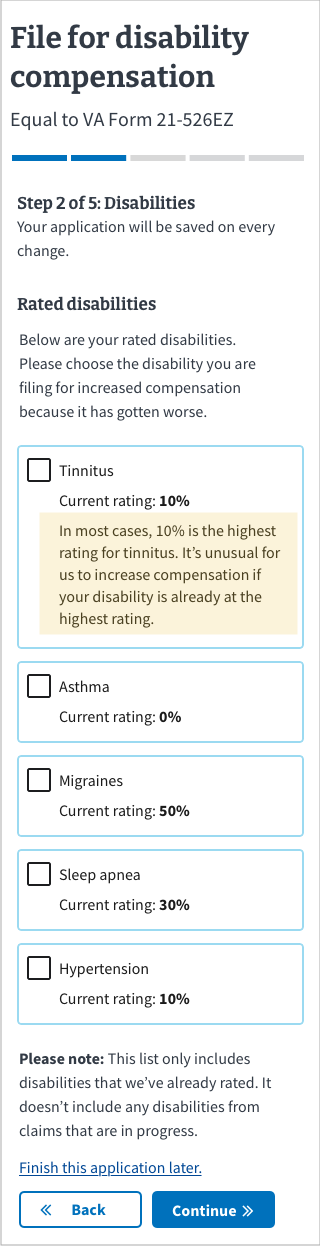 File for disability
compensation
Equal to VA Form 21-526EZ
Step 2 of 5: Disabilities
Your application will be saved on every
change.
Rated disabilities
Below are your rated disabilities.
Please choose the disability you are
filing for increased compensation
because it has gotten worse.
Tinnitus
Current rating: 10%
In most cases, 10% is the highest
rating for tinnitus. It’s unusual for
us to increase compensation if
your disability is already at the
highest rating.
Asthma
Current rating: 0%
Migraines
Current rating: 50%
Sleep apnea
Current rating: 30%
Hypertension
Current rating: 10%
Please note: This list only includes
disabilities that we’ve already rated. It
doesn’t include any disabilities from
claims that are in progress.
Finish this application later.
« Back Continue »